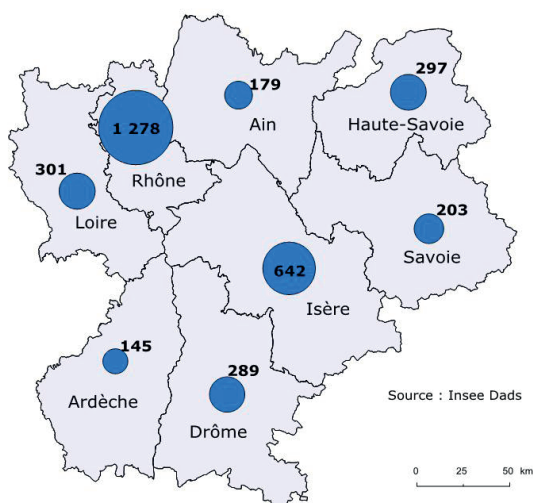 297
179
Haute-Savoie
1 278
Ain
301
Rhône
203
Loire
Savoie
642
Isère
145
289
Source : Insee Dads
Ardèche
Drôme
0 25 50 km